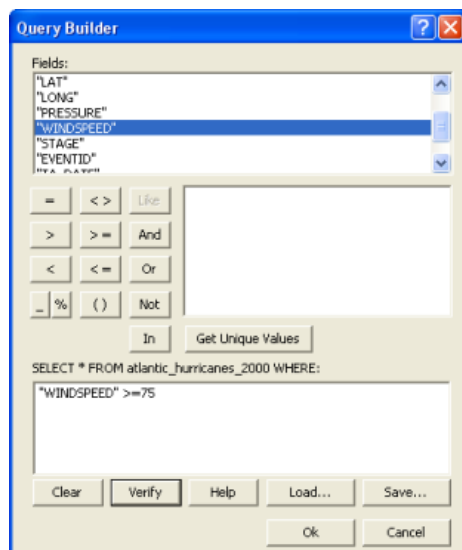 Query Builder
Fields:
"LAT"
"LONG"
"PRESSURE"
"WINDSPEED"
"STAGE"
"EVENTID"
= < > Like
> > = And
< < = Or
_ % ( ) Not
In Get Unique Values
SELECT * FROM atlantic_hurricanes_2000 WHERE:
"WINDSPEED" >=75
Clear Verify Help Load... Save...
Ok Cancel